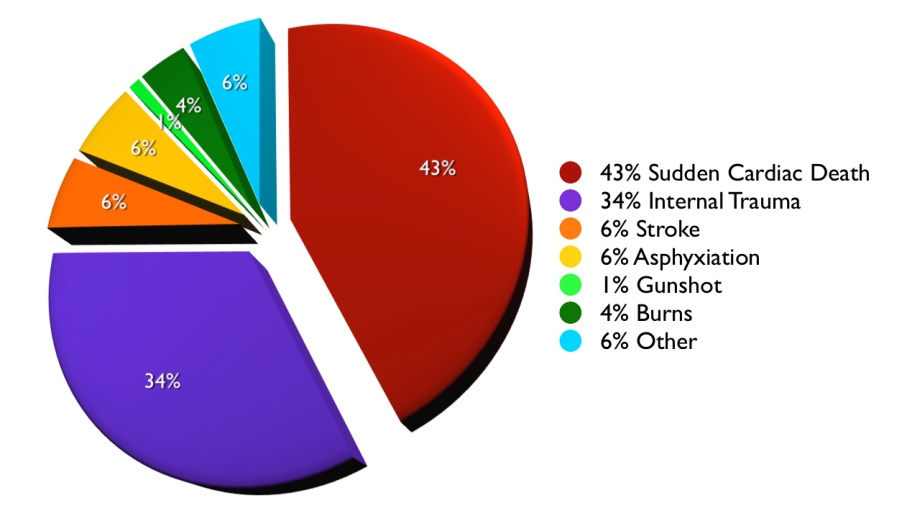 6%
4%
1%
6%
43%
6%
34%
43% Sudden Cardiac Death
34% Internal Trauma
6% Stroke
6% Asphyxiation
1% Gunshot
4% Burns
6% Other